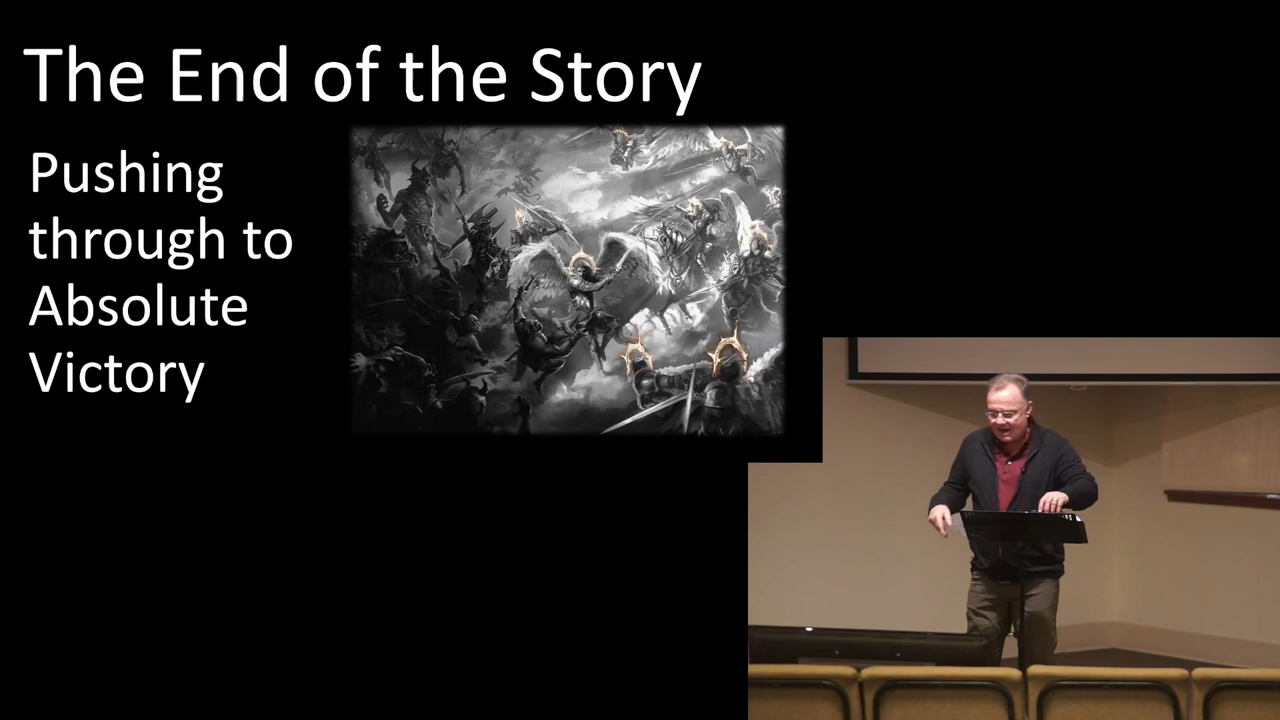 The End of the Story
Pushing
through to
Absolute
Victory